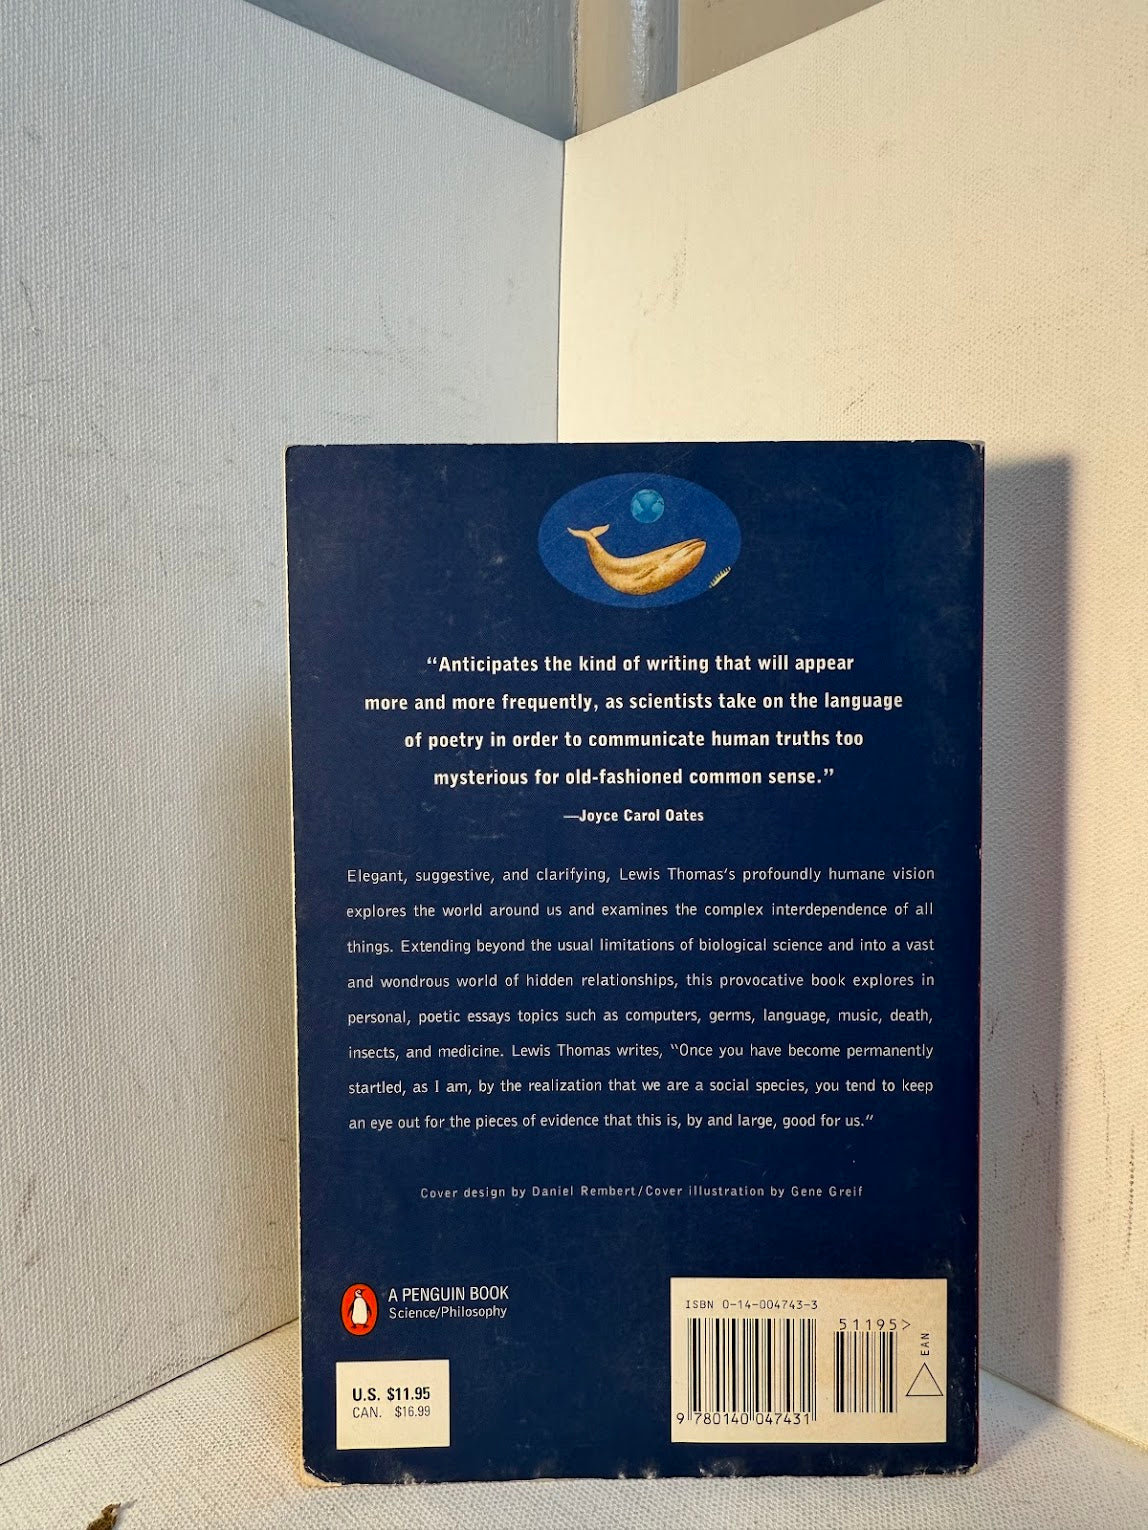 “Anticipates the kind of writing that will appear
more and more frequently, as scientists take on the language
of poetry in order to communicate human truths too
mysterious for old-fashioned common sense.”
—Joyce Carol Oates
Elegant, suggestive, and clarifying, Lewis Thomas's profoundly humane vision
explores the world around us and examines the complex interdependence of all
things. Extending beyond the usual limitations of biological science and into a vast
and wondrous world of hidden relationships, this provocative book explores in
personal, poetic essays topics such as computers, germs, language, music, death,
insects, and medicine. Lewis Thomas writes, “Once you have become permanently
startled, as I am, by the realization that we are a social species, you tend to keep
an eye out for the pieces of evidence that this is, by and large, good for us.”
Cover design by Daniel Rembert/Cover illustration by Gene Greif
A PENGUIN BOOK
Science/Philosophy
U.S. $11.95
CAN. $16.99
ISBN 0-14-004743-3
51195>
EAN
9 780140 047431